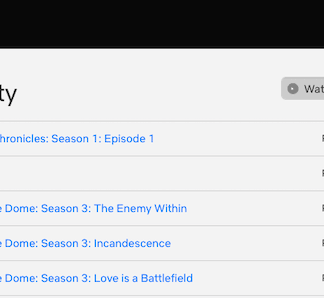 ty
Wat
hronicles: Season 1: Episode 1
e Dome: Season 3: The Enemy Within
e Dome: Season 3: Incandescence
e Dome: Season 3: Love is a Battlefield